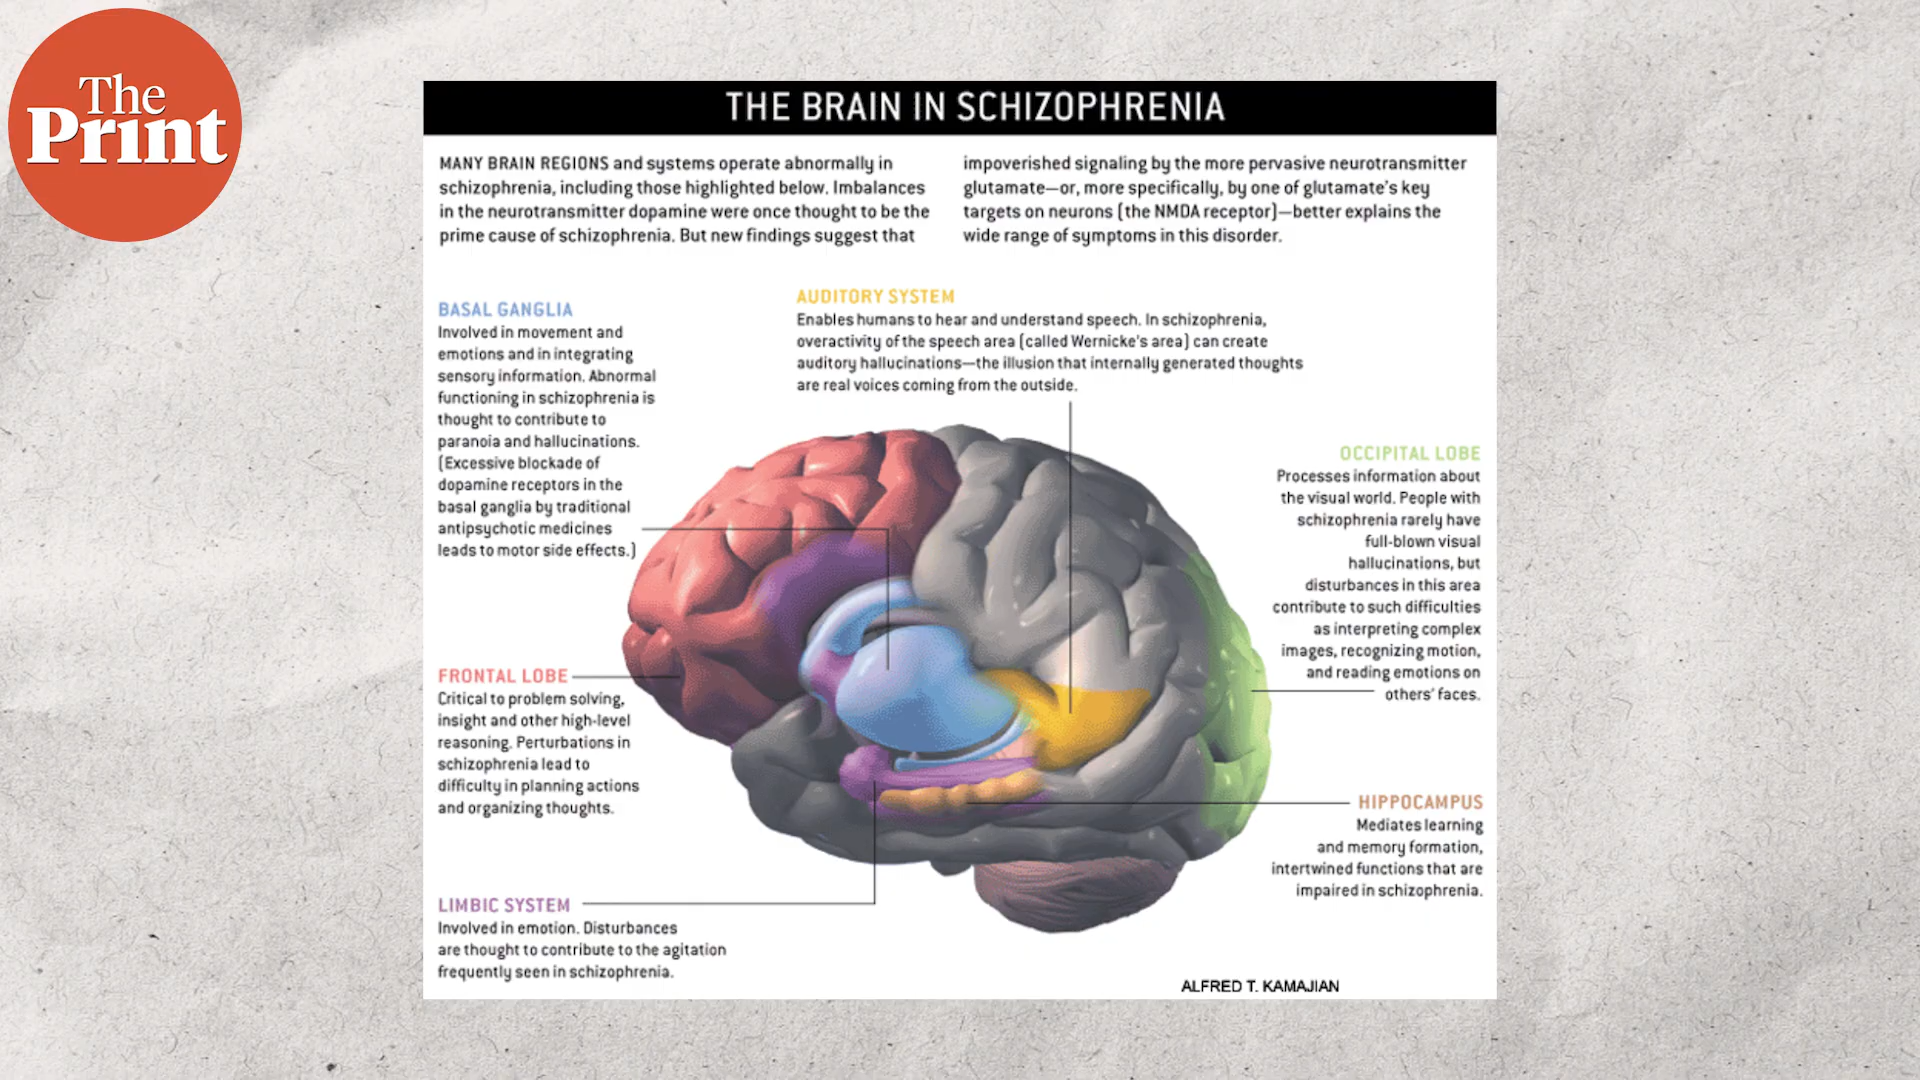 The
Print
THE BRAIN IN SCHIZOPHRENIA
MANY BRAIN REGIONS and systems operate abnormally in
schizophrenia, including those highlighted below. Imbalances
in the neurotransmitter dopamine were once thought to be the
prime cause of schizophrenia. But new findings suggest that
impoverished signaling by the more pervasive neurotransmitter
glutamate—or, more specifically, by one of glutamate's key
targets on neurons (the NMDA receptor)—better explains the
wide range of symptoms in this disorder.
BASAL GANGLIA
Involved in movement and
emotions and in integrating
sensory information. Abnormal
functioning in schizophrenia is
thought to contribute to
paranoia and hallucinations.
(Excessive blockade of
dopamine receptors in the
basal ganglia by traditional
antipsychotic medicines
leads to motor side effects.)
AUDITORY SYSTEM
Enables humans to hear and understand speech. In schizophrenia,
overactivity of the speech area (called Wernicke's area) can create
auditory hallucinations—the illusion that internally generated thoughts
are real voices coming from the outside.
OCCIPITAL LOBE
Processes information about
the visual world. People with
schizophrenia rarely have
full-blown visual
hallucinations, but
disturbances in this area
contribute to such difficulties
as interpreting complex
images, recognizing motion,
and reading emotions on
others' faces.
FRONTAL LOBE
Critical to problem solving,
insight and other high-level
reasoning. Perturbations in
schizophrenia lead to
difficulty in planning actions
and organizing thoughts.
HIPPOCAMPUS
Mediates learning
and memory formation,
intertwined functions that are
impaired in schizophrenia.
LIMBIC SYSTEM
Involved in emotion. Disturbances
are thought to contribute to the agitation
frequently seen in schizophrenia.
ALFRED T. KAMAJIAN